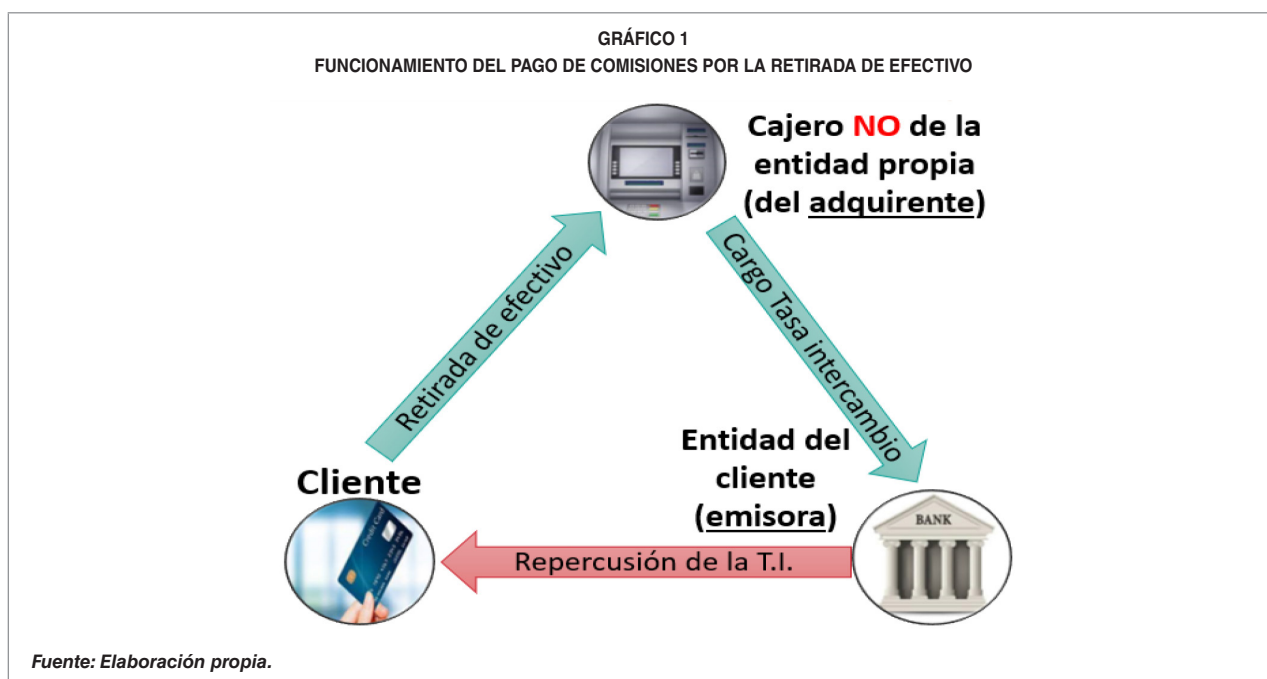 GRÁFICO 1
FUNCIONAMIENTO DEL PAGO DE COMISIONES POR LA RETIRADA DE EFECTIVO
Cajero NO de la
entidad propia
(del adquirente)
Retirada de efectivo
Cargo Tasa intercambio
Entidad del
cliente
(emisora)
Cliente
Credit Card
BANK
Repercusión de la T.I.
Fuente: Elaboración propia.